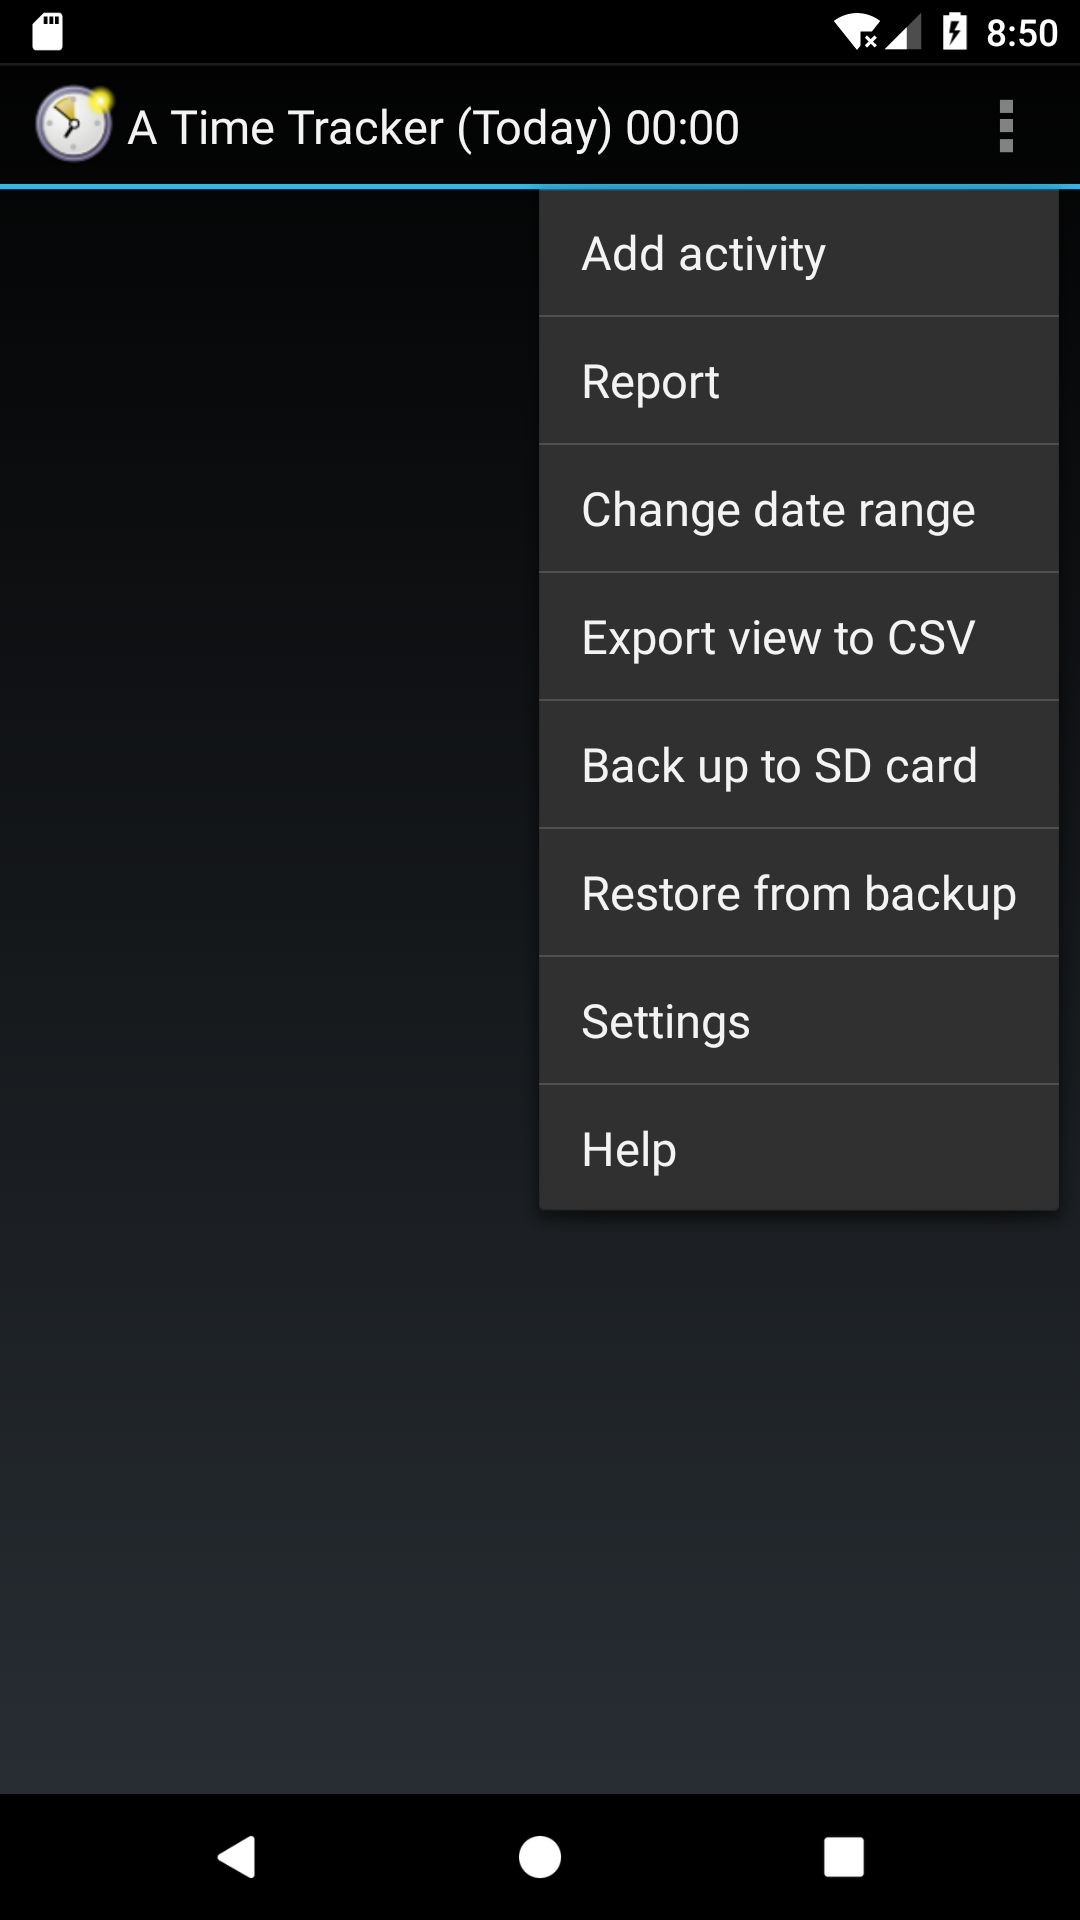 8:50
A Time Tracker (Today) 00:00
Add activity
Report
Change date range
Export view to CSV
Back up to SD card
Restore from backup
Settings
Help